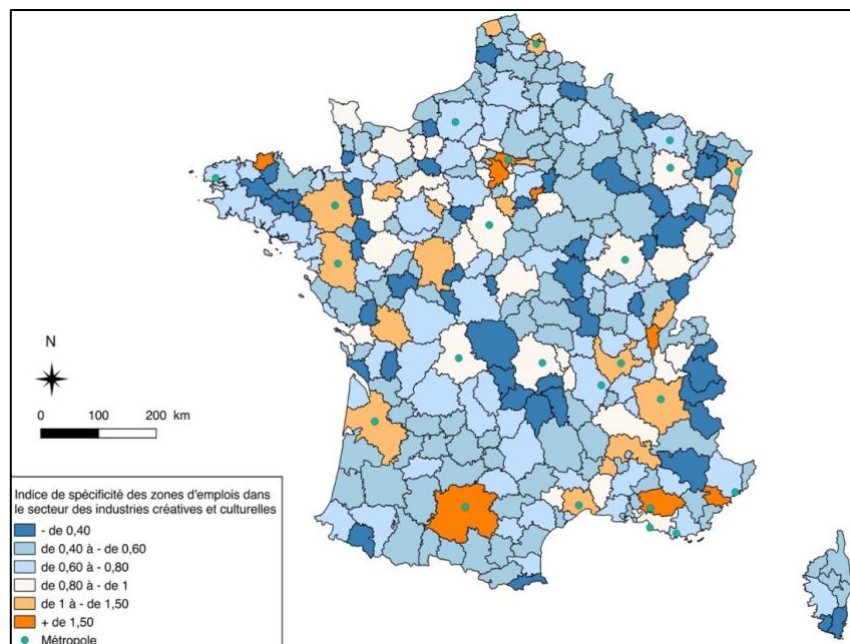 N
0 100 200 km
Indice de spécificité des zones d'emplois dans
le secteur des industries créatives et culturelles
- de 0,40
de 0,40 à - de 0,60
de 0,60 à - 0,80
de 0,80 à - de 1
de 1 à - de 1,50
+ de 1,50
Métropole